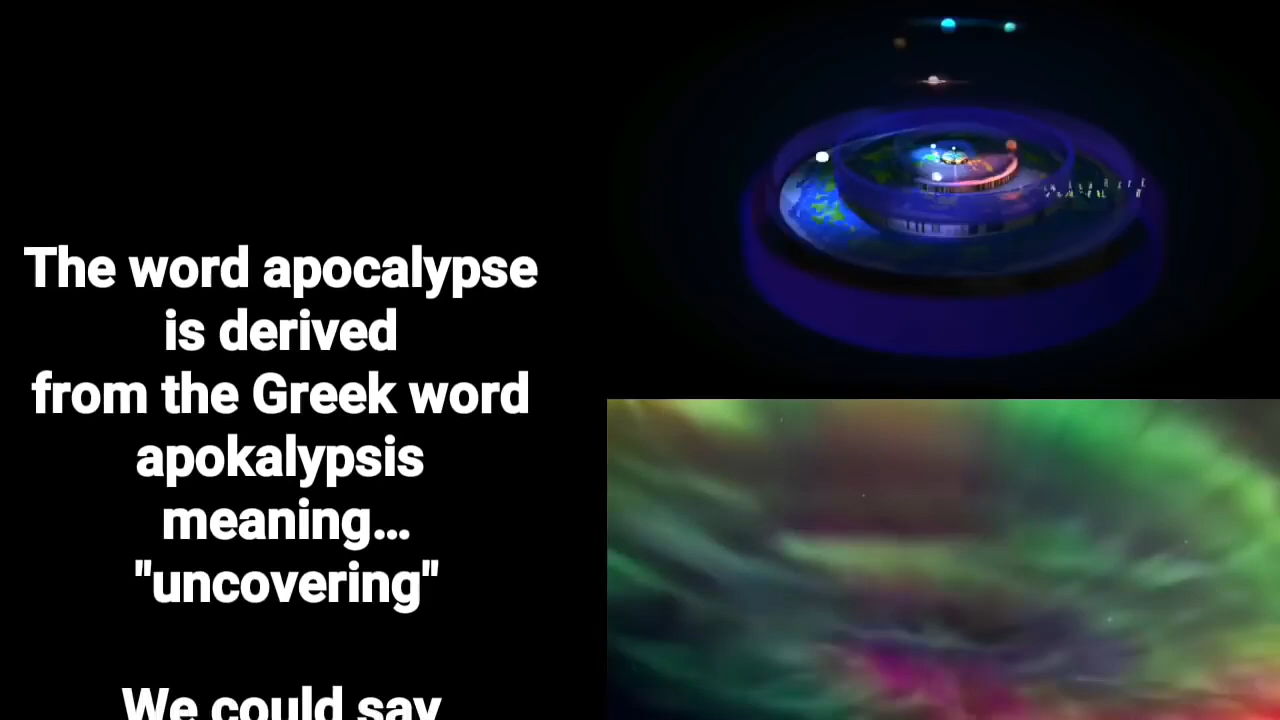 The word apocalypse
is derived
from the Greek word
apokalypsis
meaning...
"uncovering"
We could say